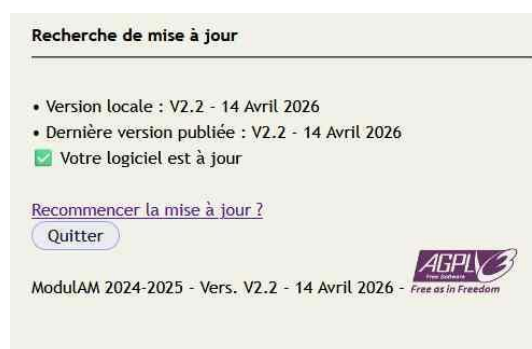 Recherche de mise à jour
• Version locale : V2.2 - 14 Avril 2026
• Dernière version publiée : V2.2 - 14 Avril 2026
✅ Votre logiciel est à jour
Recommencer la mise à jour ?
Quitter
AGPLv3
Free Software
ModulAM 2024-2025 - Vers. V2.2 - 14 Avril 2026 - Free as in Freedom